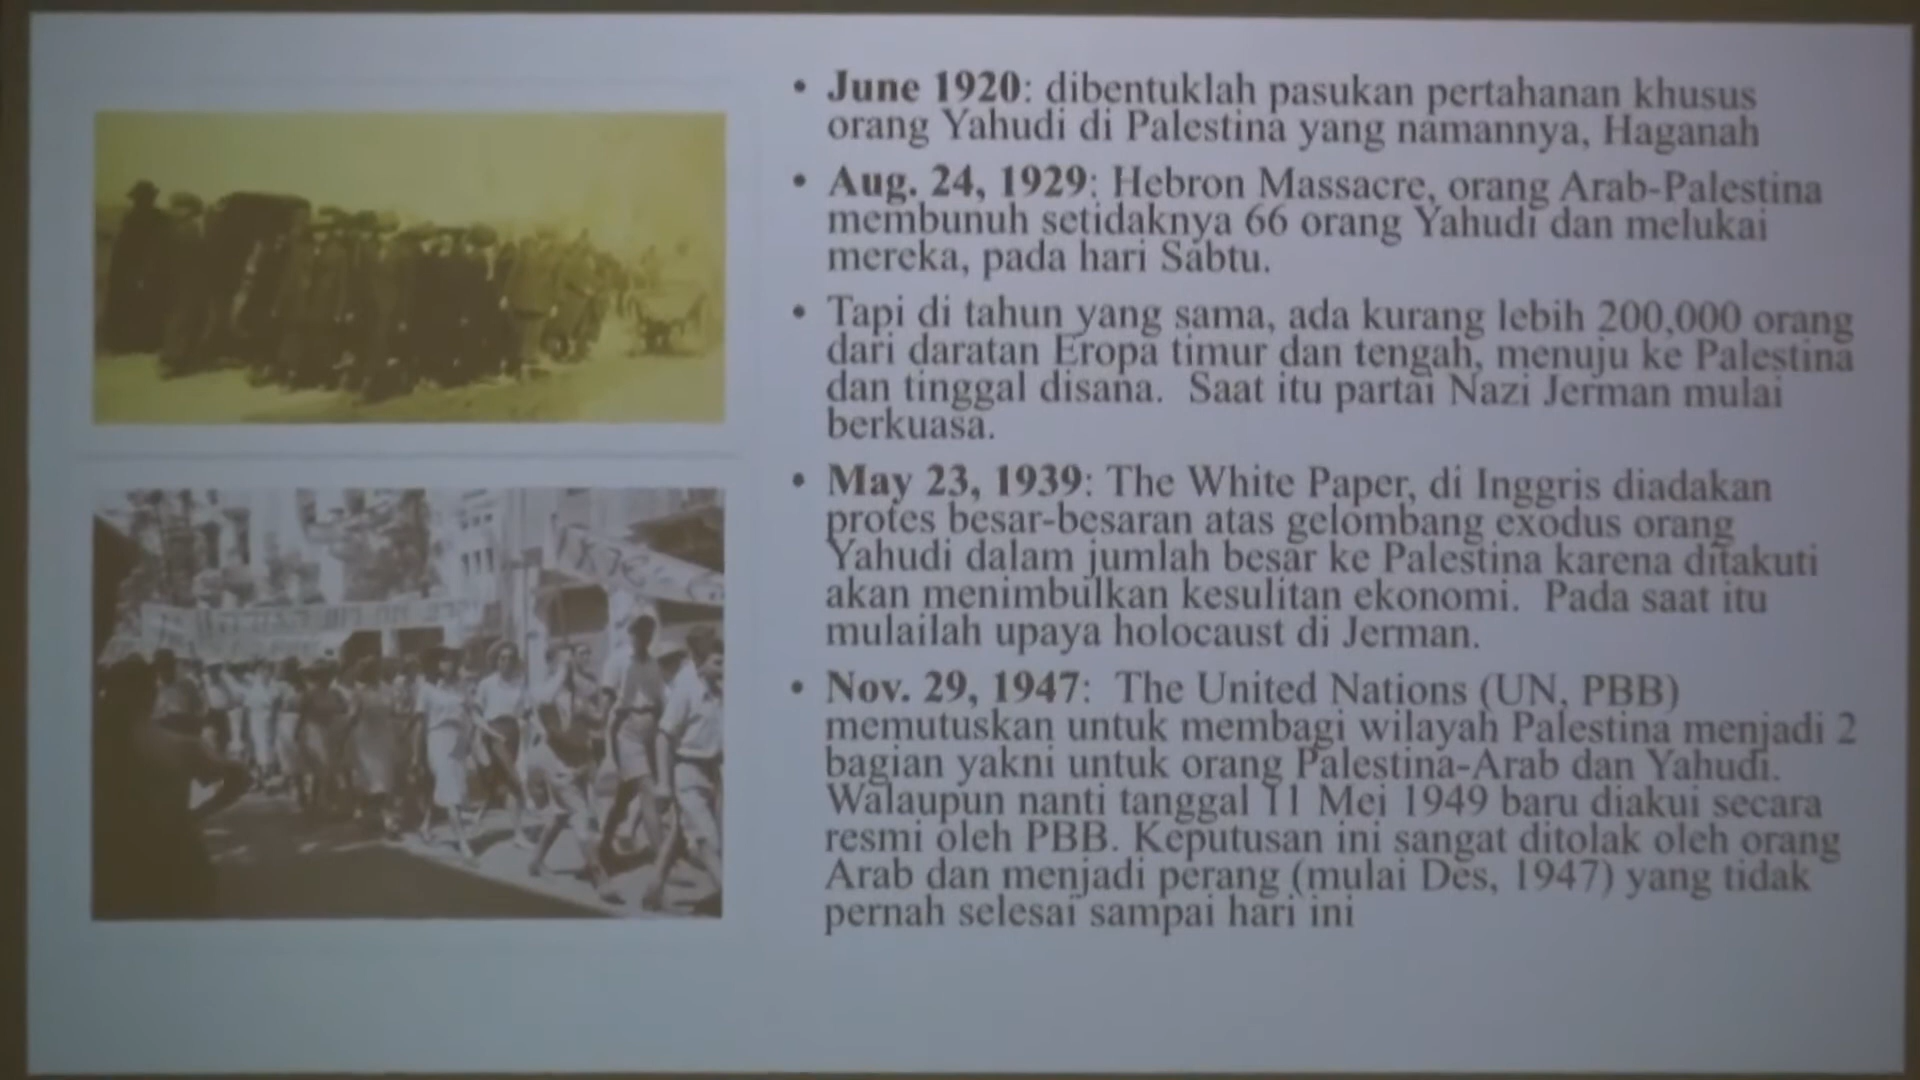 • June 1920: dibentuklah pasukan pertahanan khusus
orang Yahudi di Palestina yang namannya, Haganah
• Aug. 24, 1929: Hebron Massacre, orang Arab-Palestina
membunuh setidaknya 66 orang Yahudi dan melukai
mereka, pada hari Sabtu.
• Tapi di tahun yang sama, ada kurang lebih 200,000 orang
dari daratan Eropa timur dan tengah, menuju ke Palestina
dan tinggal disana. Saat itu partai Nazi Jerman mulai
berkuasa.
• May 23, 1939: The White Paper, di Inggris diadakan
protes besar-besaran atas gelombang exodus orang
Yahudi dalam jumlah besar ke Palestina karena ditakuti
akan menimbulkan kesulitan ekonomi. Pada saat itu
mulailah upaya holocaust di Jerman.
• Nov. 29, 1947: The United Nations (UN, PBB)
memutuskan untuk membagi wilayah Palestina menjadi 2
bagian yakni untuk orang Palestina-Arab dan Yahudi.
Walaupun nanti tanggal 11 Mei 1949 baru diakui secara
resmi oleh PBB. Keputusan ini sangat ditolak oleh orang
Arab dan menjadi perang (mulai Des, 1947) yang tidak
pernah selesai sampai hari ini